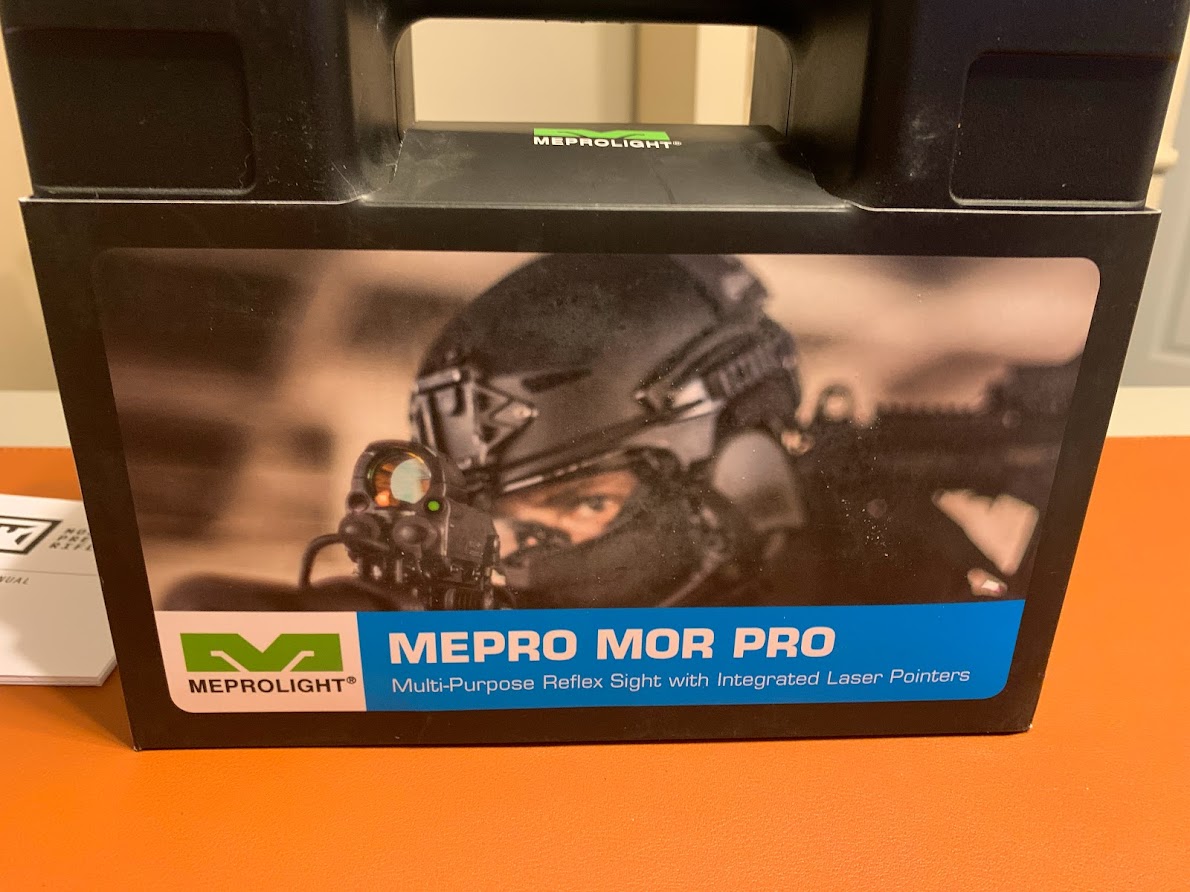 MEPROLIGHT®
MEPRO MOR PRO
MEPROLIGHT®
Multi-Purpose Reflex Sight with Integrated Laser Pointers